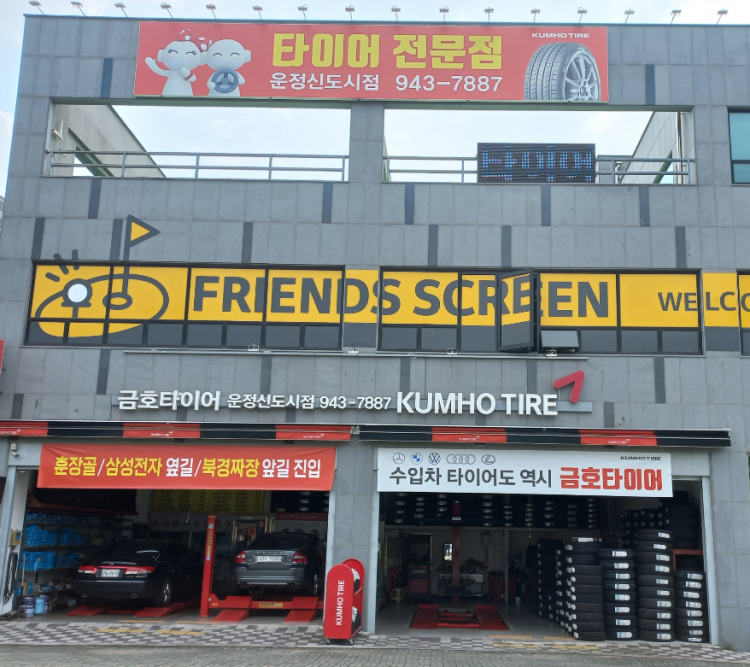 KUMHO TIRE
타이어 전문점
운정신도시점 943-7887
타이어
FRIENDS SCREEN
WELCO
금호타이어 운정신도시점 943-7887 KUMHO TIRE
훈장골/삼성전자 옆길/북경짜장 앞길 진입
KUMHO TIRE
수입차 타이어도 역시 금호타이어
KUMHO TIRE